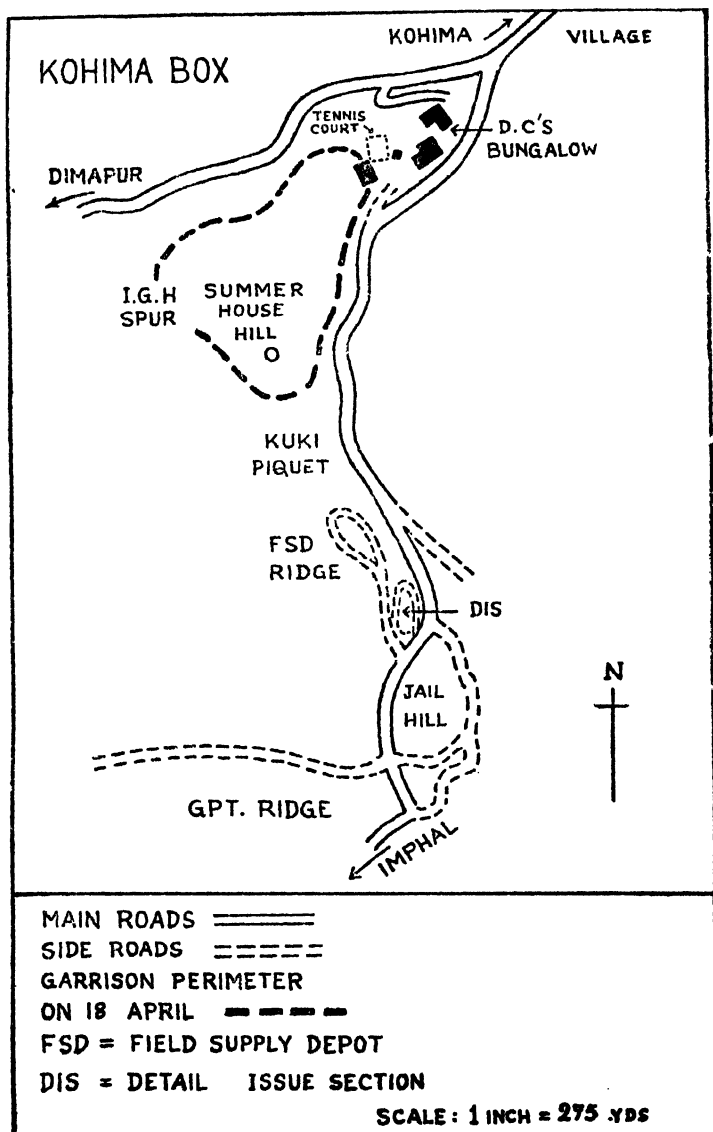 KOHIMA
VILLAGE
KOHIMA BOX
TENNIS
COURT
D.C'S
BUNGALOW
DIMAPUR
I.G.H
SPUR
SUMMER
HOUSE
HILL
KUKI
PIQUET
FSD
RIDGE
DIS
JAIL
HILL
N
GPT. RIDGE
IMPHAL
MAIN ROADS
SIDE ROADS
GARRISON PERIMETER
ON 18 APRIL
FSD = FIELD SUPPLY DEPOT
DIS = DETAIL ISSUE SECTION
SCALE: 1 INCH = 275 YDS